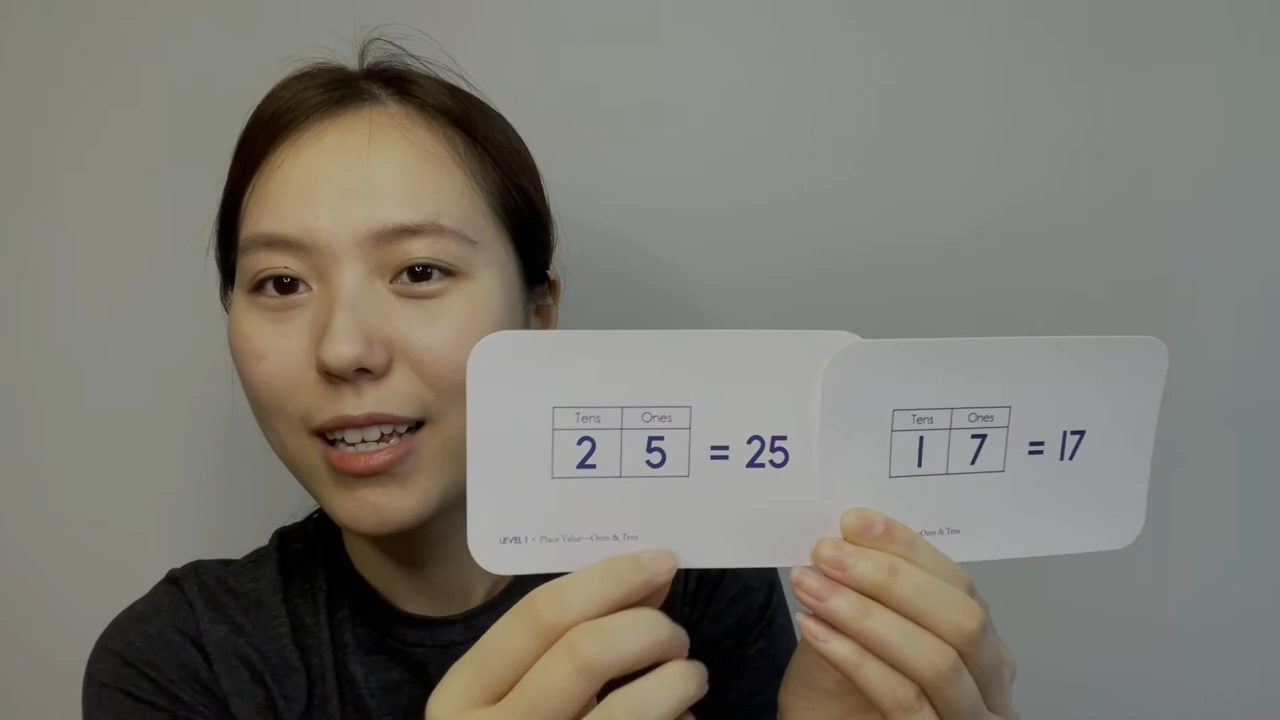 Tens Ones
2 5 = 25
LEVEL 1 • Place Value—Ones & Tens
Tens Ones
1 7 = 17
—Ones & Tens